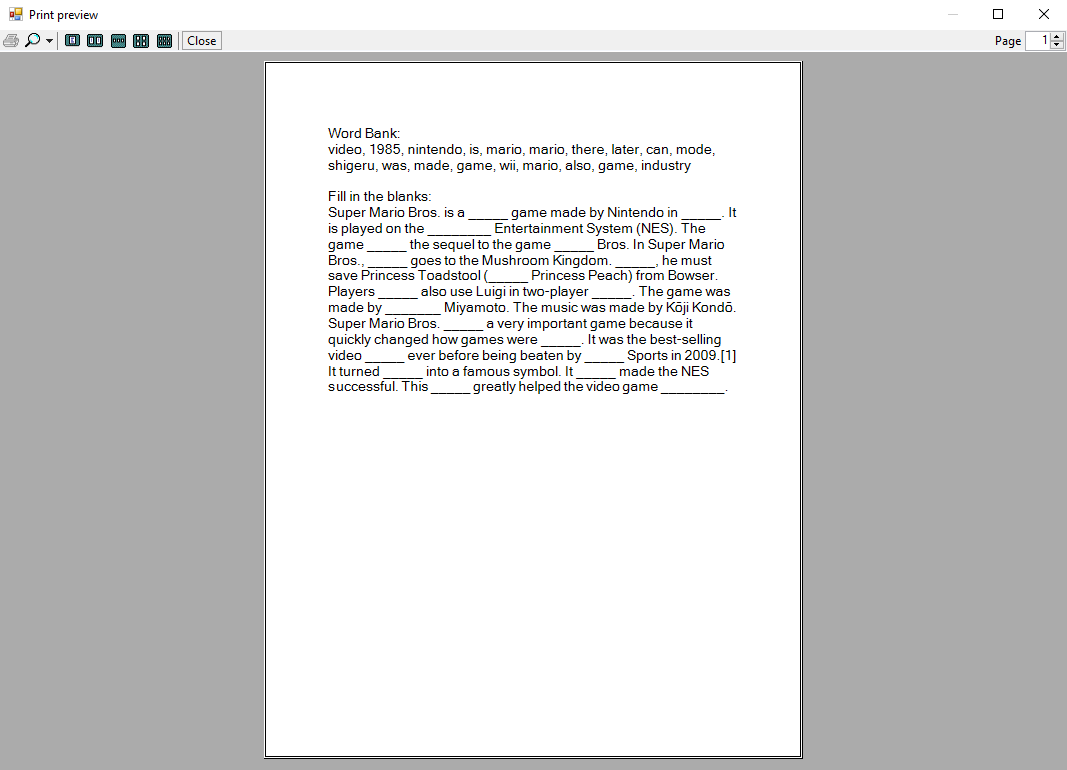 Print preview
Close
Page 1
Word Bank:
video, 1985, nintendo, is, mario, mario, there, later, can, mode,
shigeru, was, made, game, wii, mario, also, game, industry
Fill in the blanks:
Super Mario Bros. is a _____ game made by Nintendo in _____. It
is played on the ________ Entertainment System (NES). The
game _____ the sequel to the game _____ Bros. In Super Mario
Bros., _____ goes to the Mushroom Kingdom. _____, he must
save Princess Toadstool (_____ Princess Peach) from Bowser.
Players _____ also use Luigi in two-player _____. The game was
made by _______ Miyamoto. The music was made by Kōji Kondō.
Super Mario Bros. _____ a very important game because it
quickly changed how games were _____. It was the best-selling
video _____ ever before being beaten by _____ Sports in 2009.[1]
It turned _____ into a famous symbol. It _____ made the NES
successful. This _____ greatly helped the video game ________.